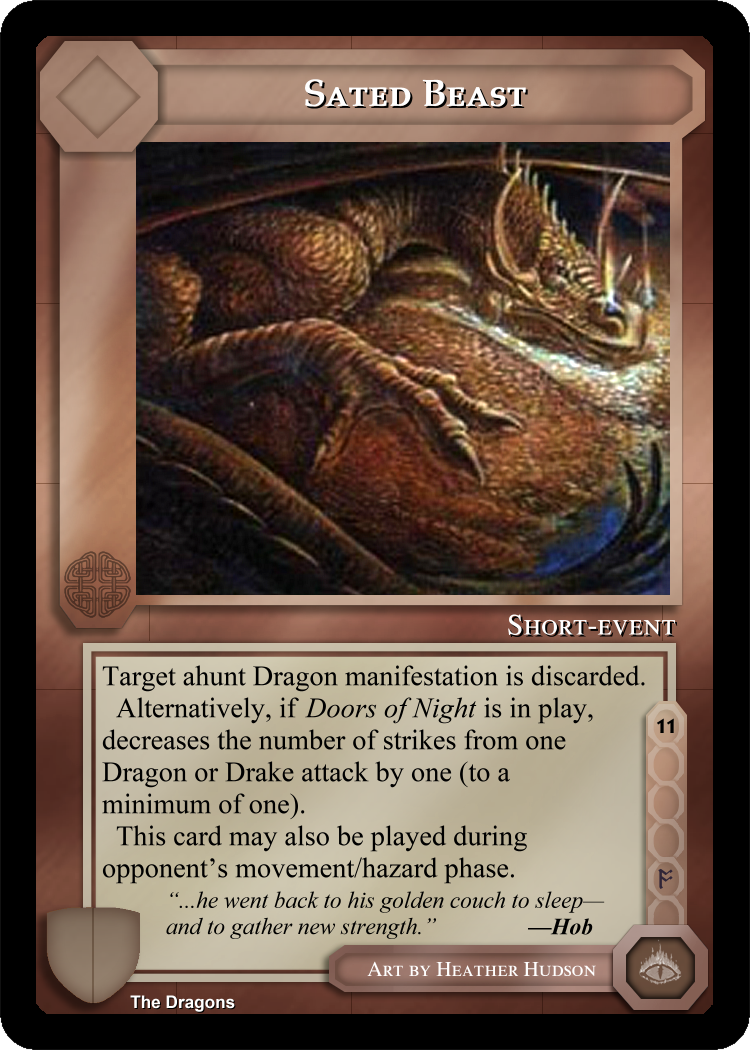 Sated Beast
Short-event
Target ahunt Dragon manifestation is discarded.
Alternatively, if Doors of Night is in play,
decreases the number of strikes from one
Dragon or Drake attack by one (to a
minimum of one).
This card may also be played during
opponent’s movement/hazard phase.
11
“...he went back to his golden couch to sleep—
and to gather new strength.” —Hob
Art by Heather Hudson
The Dragons